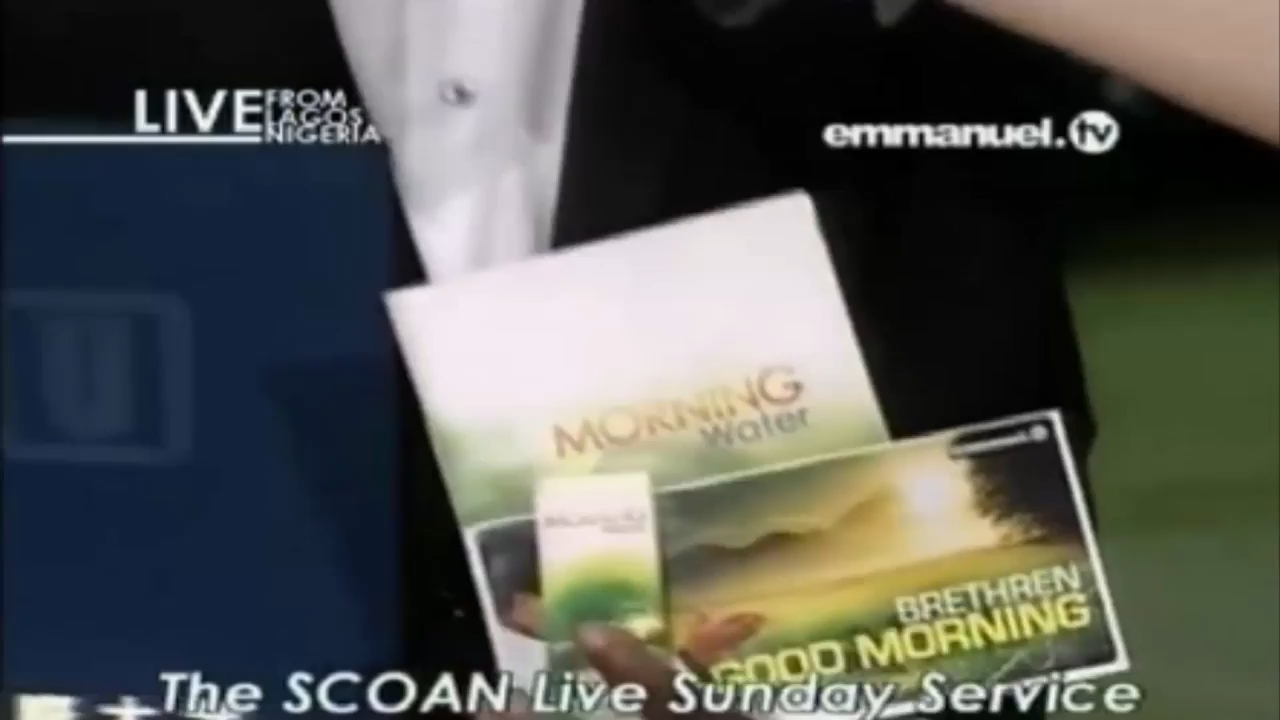 LIVE FROM
LAGOS
NIGERIA
emmanuel.tv
MORNING
Water
BRETHREN
GOOD MORNING
The SCOAN Live Sunday Service